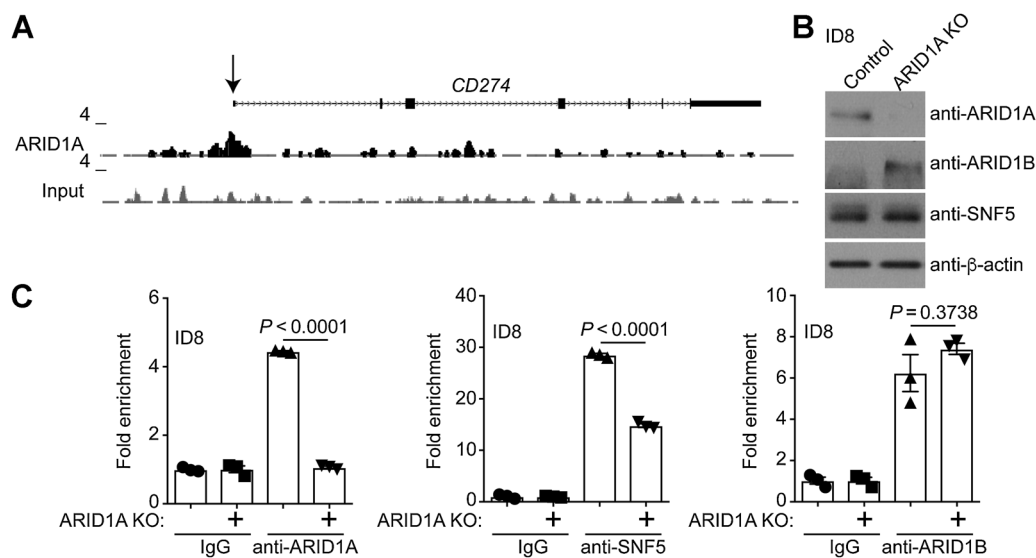 A
CD274
4
ARID1A
4
Input
B
ID8
Control
ARID1A KO
anti-ARID1A
anti-ARID1B
anti-SNF5
anti-β-actin
C
6
4
2
0
Fold enrichment
ID8
P < 0.0001
ARID1A KO: + +
IgG anti-ARID1A
40
30
20
10
0
Fold enrichment
ID8
P < 0.0001
ARID1A KO: + +
IgG anti-SNF5
10
8
6
4
2
0
Fold enrichment
ID8
P = 0.3738
ARID1A KO: + +
IgG anti-ARID1B